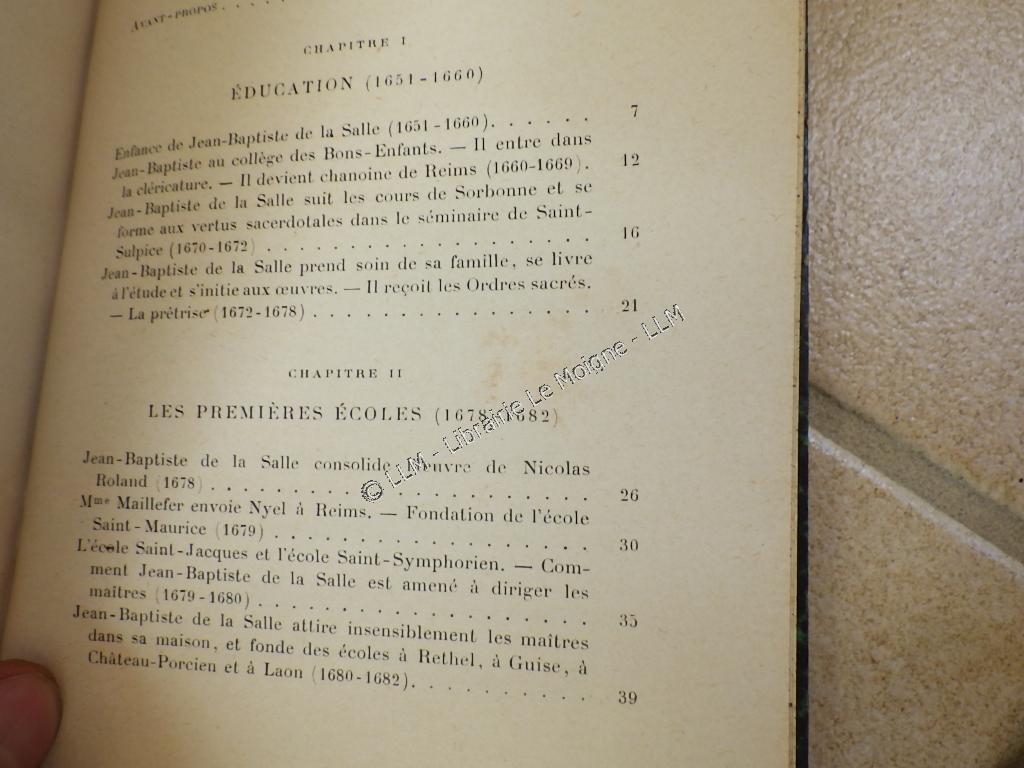 AVANT-PROPOS . . . . .
CHAPITRE I
ÉDUCATION (1651-1660)
Enfance de Jean-Baptiste de la Salle (1651-1660). . . . . . . 7
Jean-Baptiste au collège des Bons-Enfants. — Il entre dans
la cléricature. — Il devient chanoine de Reims (1660-1669). 12
Jean-Baptiste de la Salle suit les cours de Sorbonne et se
forme aux vertus sacerdotales dans le séminaire de Saint-
Sulpice (1670-1672) . . . . . . . . . . . . . . . . . . 16
Jean-Baptiste de la Salle prend soin de sa famille, se livre
à l'étude et s'initie aux œuvres. — Il reçoit les Ordres sacrés.
— La prêtrise (1672-1678) . . . . . . . . . . . . . . . 21
CHAPITRE II
LES PREMIÈRES ÉCOLES (1678-1682)
Jean-Baptiste de la Salle consolide l'œuvre de Nicolas
Roland (1678) . . . . . . . . . . . . . . . . . . . . 26
Mme Maillefer envoie Nyel à Reims. — Fondation de l'école
Saint-Maurice (1679) . . . . . . . . . . . . . . . . . 30
L'école Saint-Jacques et l'école Saint-Symphorien. — Com-
ment Jean-Baptiste de la Salle est amené à diriger les
maîtres (1679-1680) . . . . . . . . . . . . . . . . . 35
Jean-Baptiste de la Salle attire insensiblement les maîtres
dans sa maison, et fonde des écoles à Rethel, à Guise, à
Château-Porcien et à Laon (1680-1682). . . . . . . . . . 39
© LLM - Librairie Le Moigne - LLM